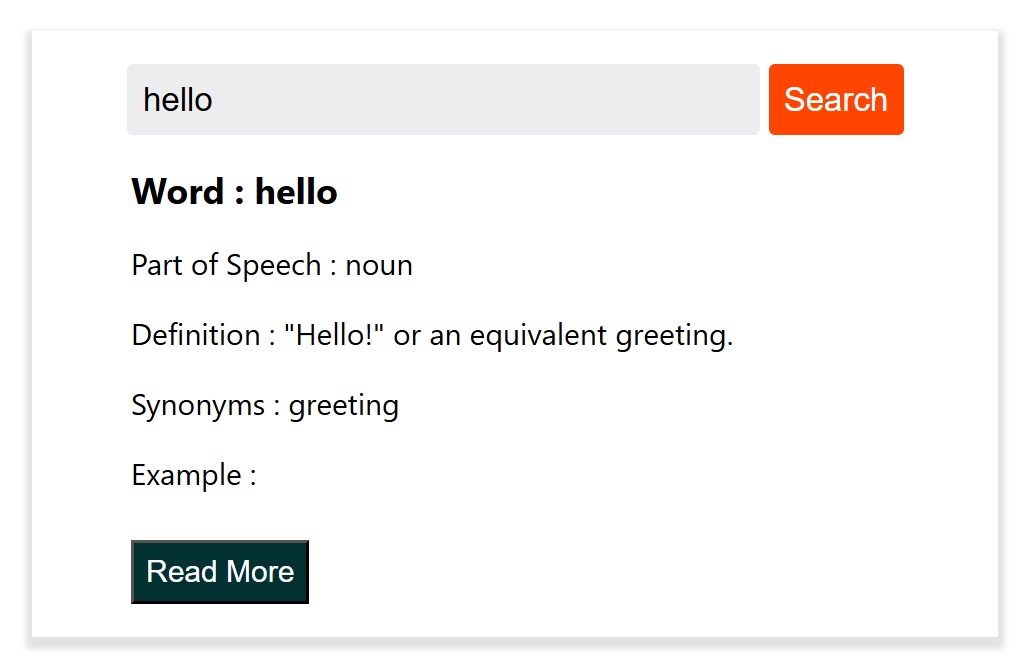 hello Search
Word : hello
Part of Speech : noun
Definition : "Hello!" or an equivalent greeting.
Synonyms : greeting
Example :
Read More